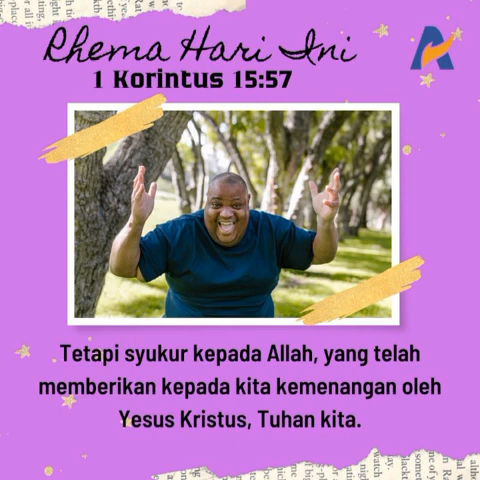 Rhema Hari Ini
1 Korintus 15:57
Tetapi syukur kepada Allah, yang telah
memberikan kepada kita kemenangan oleh
Yesus Kristus, Tuhan kita.